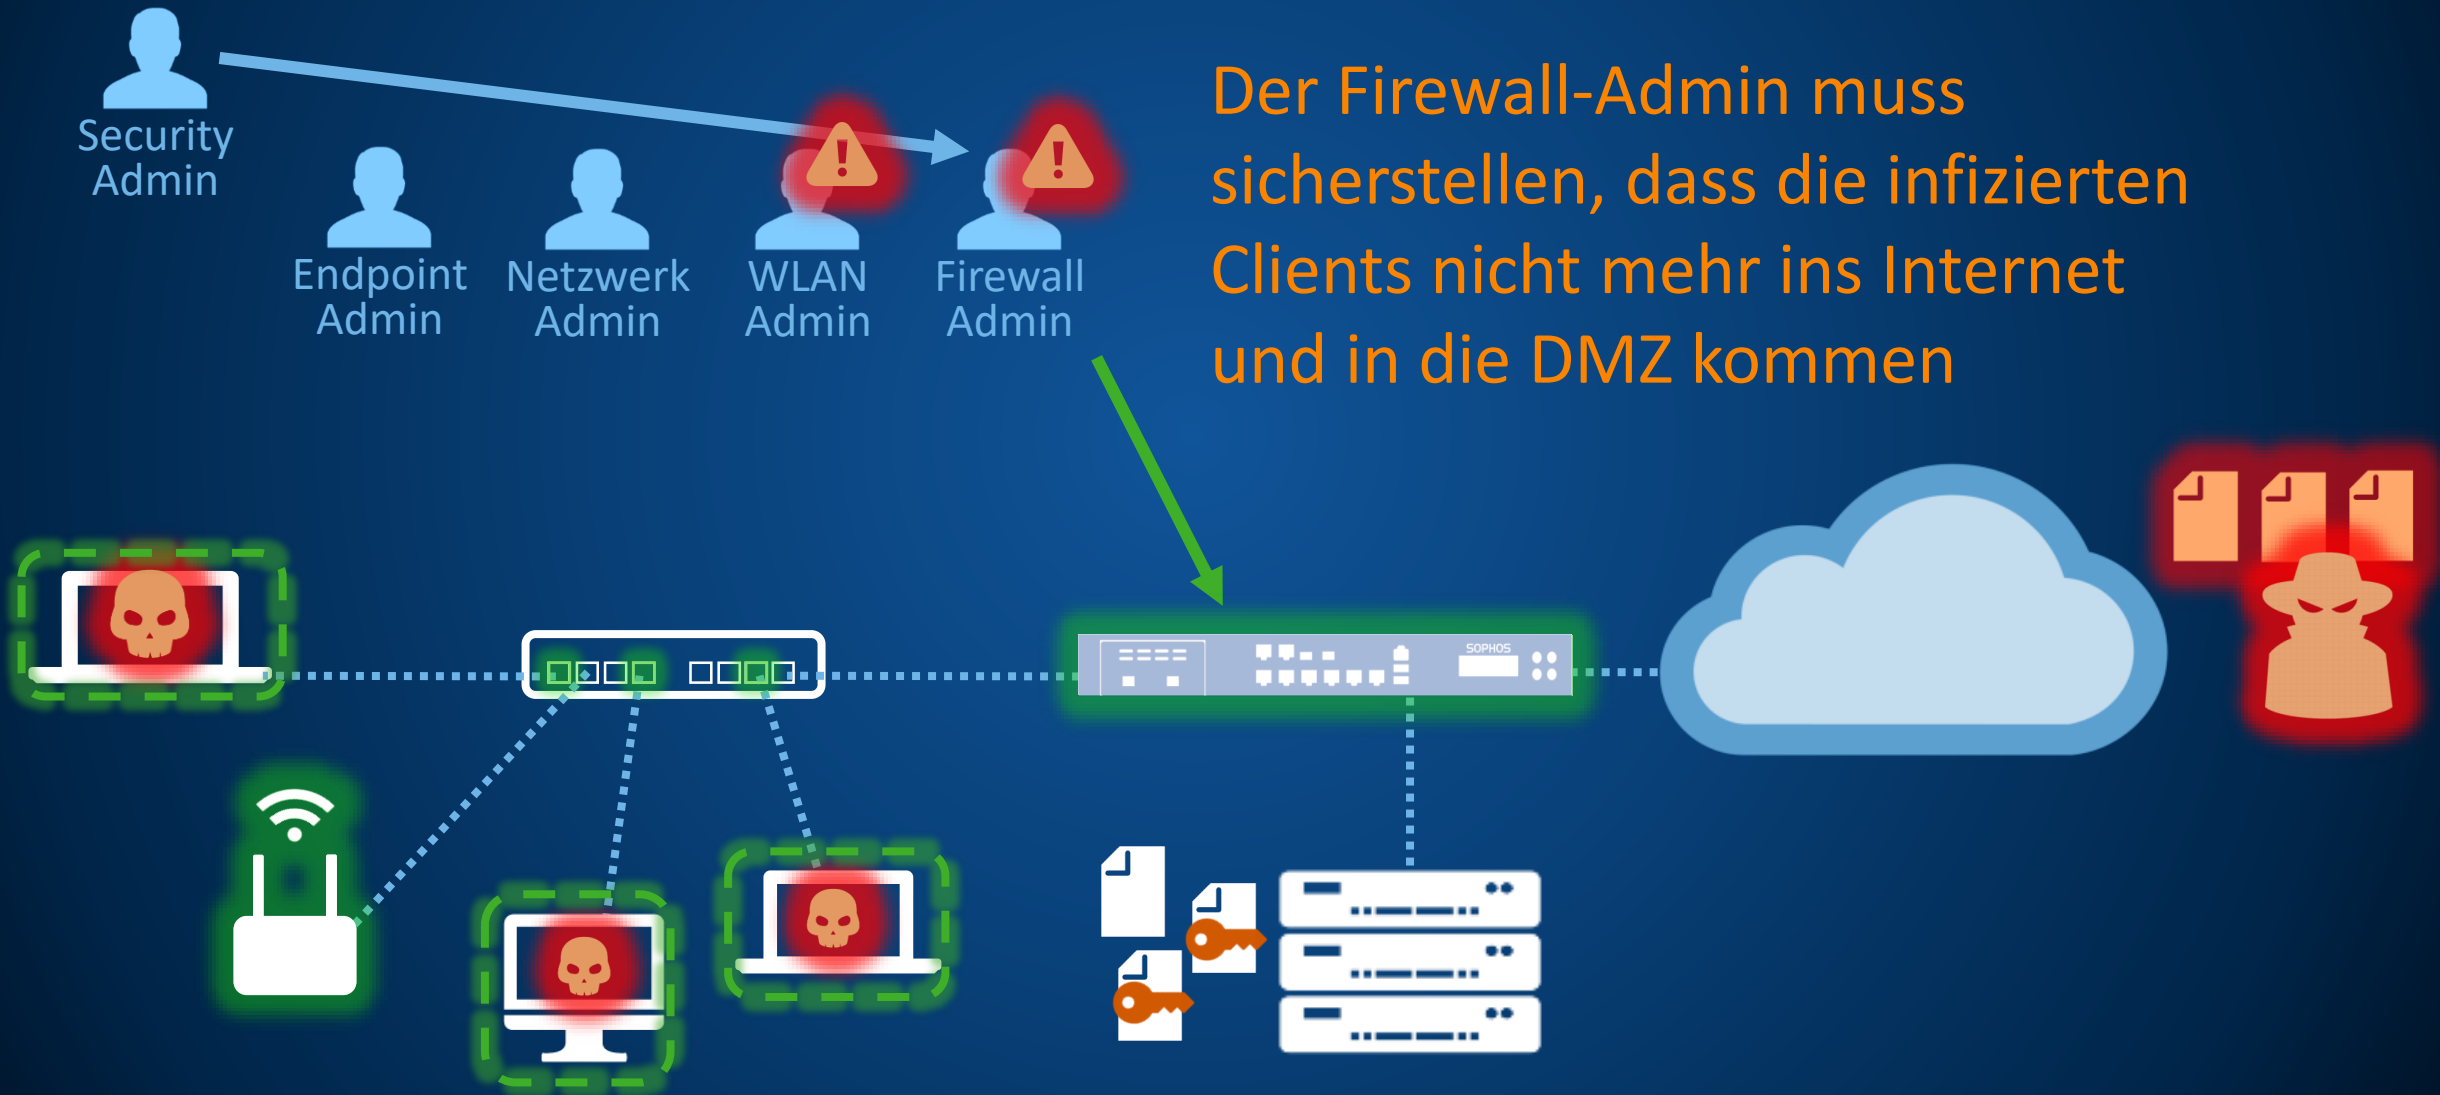 Security
Admin
Endpoint
Admin
Netzwerk
Admin
WLAN
Admin
Firewall
Admin
Der Firewall-Admin muss
sicherstellen, dass die infizierten
Clients nicht mehr ins Internet
und in die DMZ kommen
SOPHOS